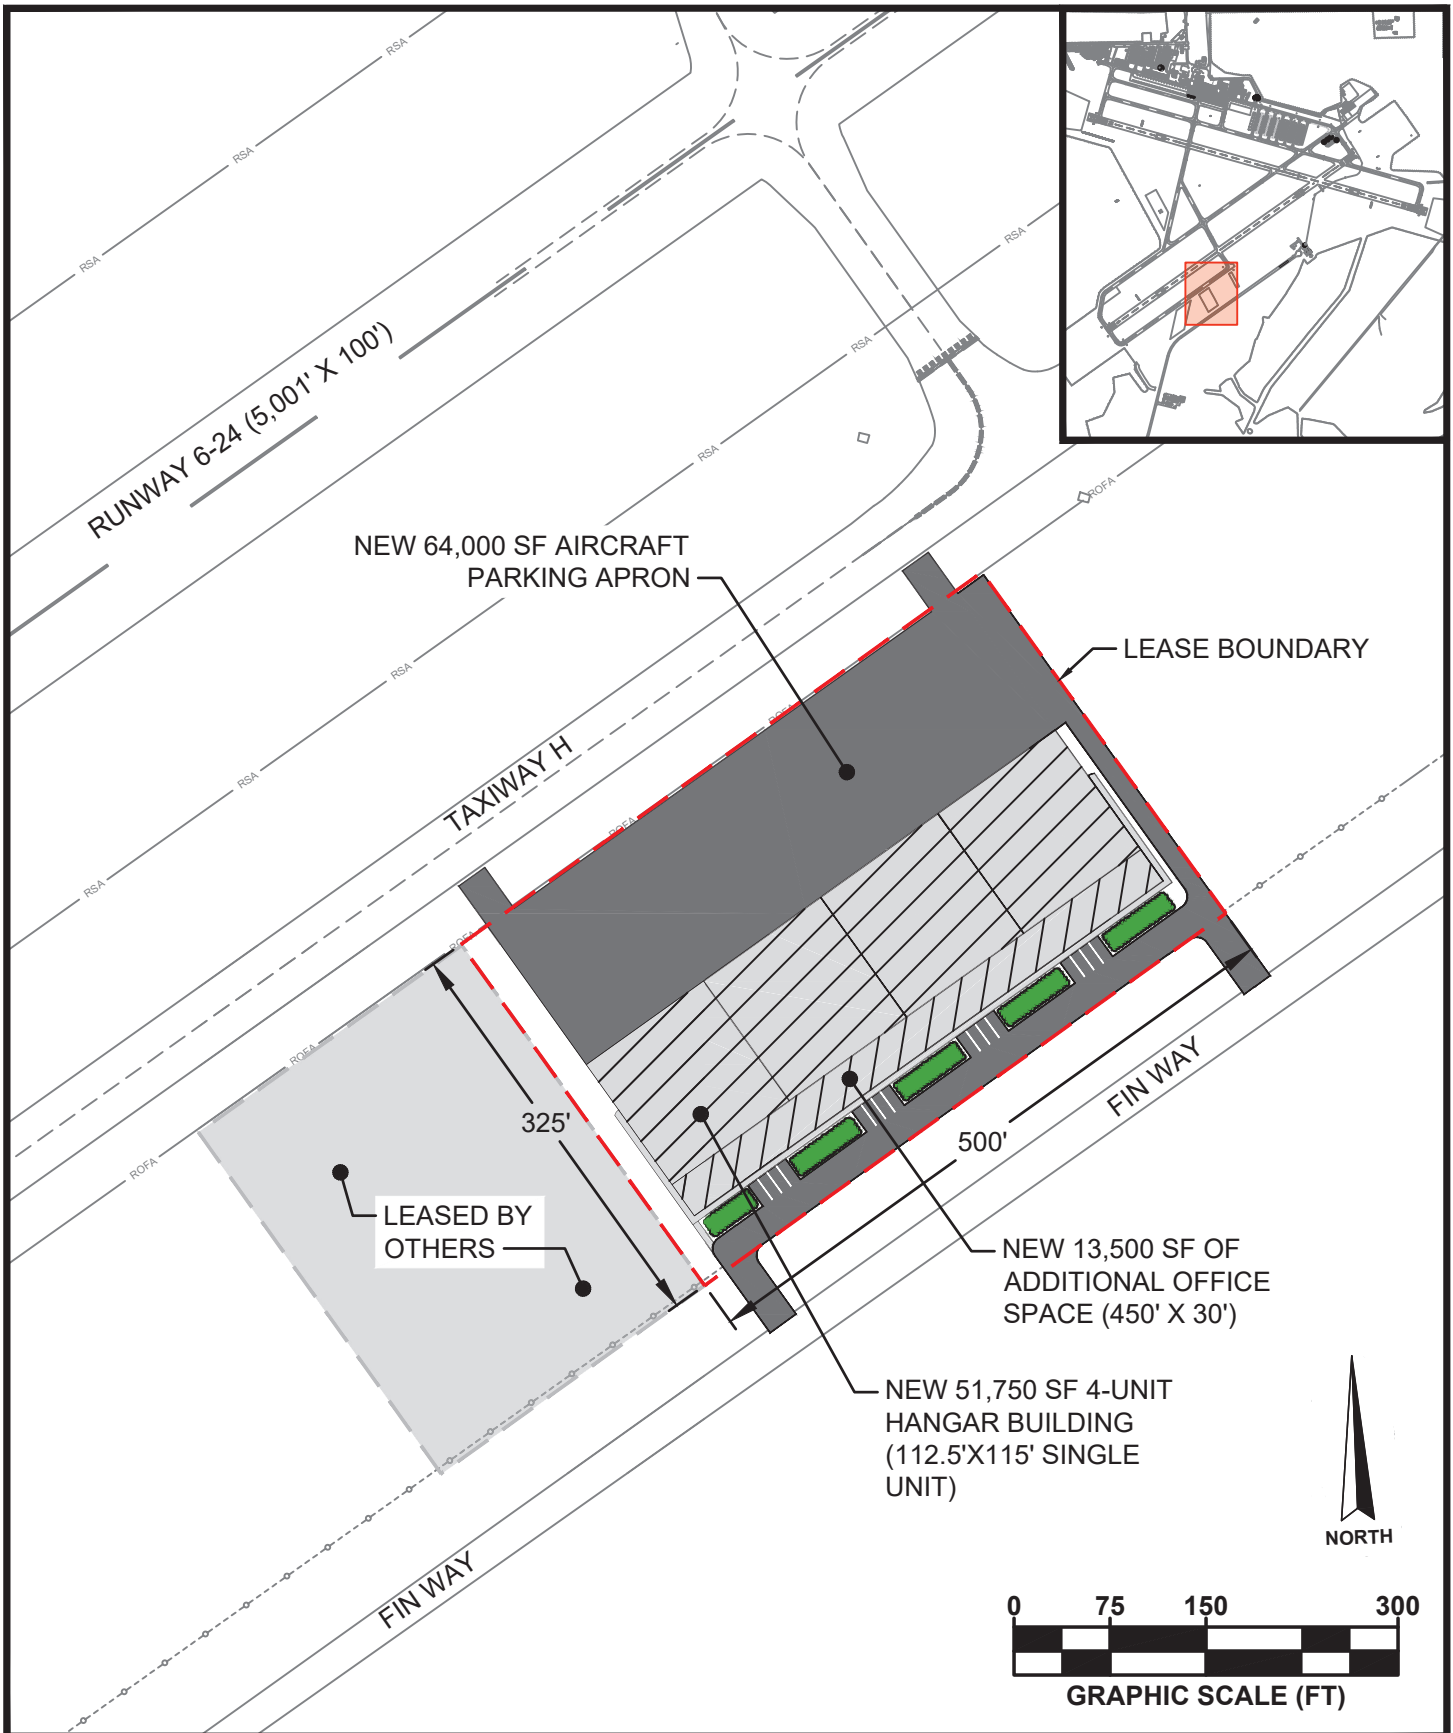 RSA
RSA
RSA
RSA
RSA
RSA
RSA
RSA
RSA
RUNWAY 6-24 (5,001' X 100')
ROFA
NEW 64,000 SF AIRCRAFT
PARKING APRON
LEASE BOUNDARY
ROFA
TAXIWAY H
ROFA
ROFA
ROFA
ROFA
325'
500'
FIN WAY
LEASED BY
OTHERS
NEW 13,500 SF OF
ADDITIONAL OFFICE
SPACE (450' X 30')
NEW 51,750 SF 4-UNIT
HANGAR BUILDING
(112.5'X115' SINGLE
UNIT)
FIN WAY
NORTH
0 75 150 300
GRAPHIC SCALE (FT)